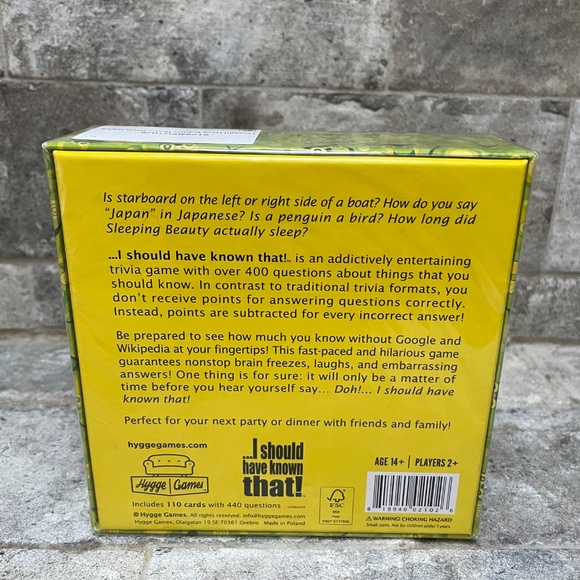 Is starboard on the left or right side of a boat? How do you say
"Japan" in Japanese? Is a penguin a bird? How long did
Sleeping Beauty actually sleep?
...I should have known that!™ is an addictively entertaining
trivia game with over 400 questions about things that you
should know. In contrast to traditional trivia formats, you
don't receive points for answering questions correctly.
Instead, points are subtracted for every incorrect answer!
Be prepared to see how much you know without Google and
Wikipedia at your fingertips! This fast-paced and hilarious game
guarantees nonstop brain freezes, laughs, and embarrassing
answers! One thing is for sure: it will only be a matter of
time before you hear yourself say... Doh!... I should have
known that!
Perfect for your next party or dinner with friends and family!
hyggegames.com
Hygge Games
Includes 110 cards with 440 questions
© Hygge Games. All rights reserved. info@hyggegames.com
Hygge Games, Olaigatan 19 SE-70361 Örebro Made in Poland
...I should
have known
that!
FSC
MIX
AGE 14+ | PLAYERS 2+
8 19940 02102 6
WARNING! CHOKING HAZARD
Small parts. Not for children under 3 years.